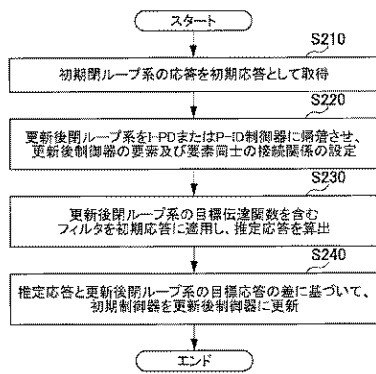 スタート
S210
初期閉ループ系の応答を初期応答として取得
S220
更新後閉ループ系をI-PDまたはP-ID制御器に帰着させ、
更新後制御器の要素及び要素同士の接続関係の設定
S230
更新後閉ループ系の目標伝達関数を含む
フィルタを初期応答に適用し、推定応答を算出
S240
推定応答と更新後閉ループ系の目標応答の差に基づいて、
初期制御器を更新後制御器に更新
エンド